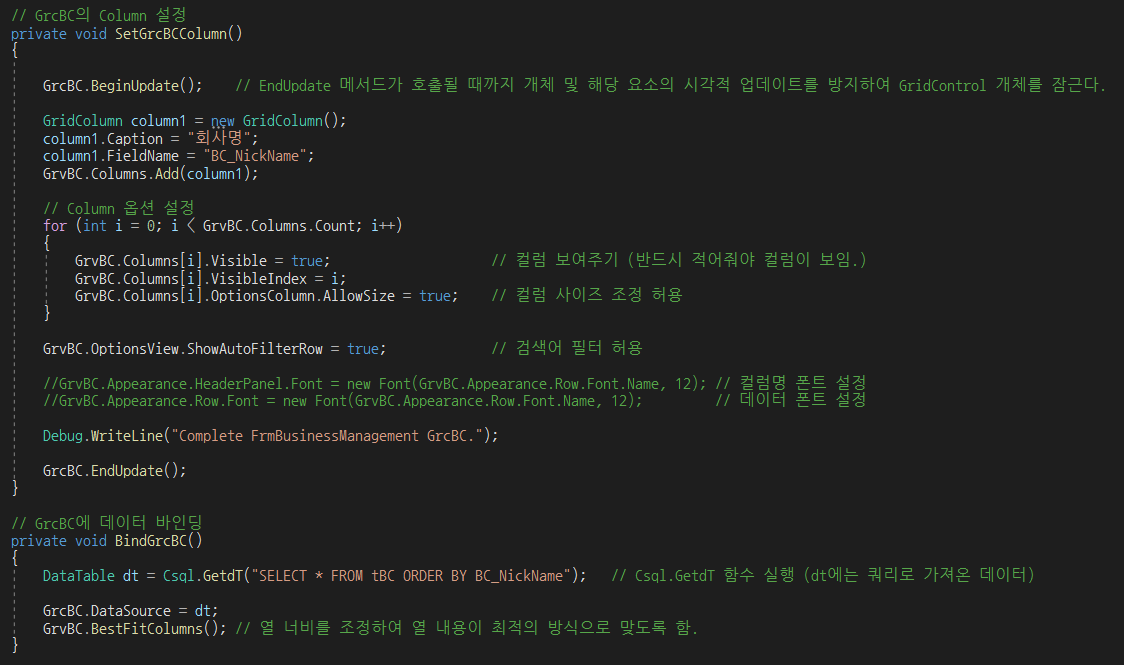 // GrcBC의 Column 설정
private void SetGrcBCColumn()
{
GrcBC.BeginUpdate();    // EndUpdate 메서드가 호출될 때까지 개체 및 해당 요소의 시각적 업데이트를 방지하여 GridControl 개체를 잠근다.
GridColumn column1 = new GridColumn();
column1.Caption = "회사명";
column1.FieldName = "BC_NickName";
GrvBC.Columns.Add(column1);
// Column 옵션 설정
for (int i = 0; i < GrvBC.Columns.Count; i++)
{
GrvBC.Columns[i].Visible = true;                    // 컬럼 보여주기 (반드시 적어줘야 컬럼이 보임.)
GrvBC.Columns[i].VisibleIndex = i;
GrvBC.Columns[i].OptionsColumn.AllowSize = true;    // 컬럼 사이즈 조정 허용
}
GrvBC.OptionsView.ShowAutoFilterRow = true;             // 검색어 필터 허용
//GrvBC.Appearance.HeaderPanel.Font = new Font(GrvBC.Appearance.Row.Font.Name, 12); // 컬럼명 폰트 설정
//GrvBC.Appearance.Row.Font = new Font(GrvBC.Appearance.Row.Font.Name, 12);         // 데이터 폰트 설정
Debug.WriteLine("Complete FrmBusinessManagement GrcBC.");
GrcBC.EndUpdate();
}
// GrcBC에 데이터 바인딩
private void BindGrcBC()
{
DataTable dt = Csql.GetdT("SELECT * FROM tBC ORDER BY BC_NickName");   // Csql.GetdT 함수 실행 (dt에는 쿼리로 가져온 데이터)
GrcBC.DataSource = dt;
GrvBC.BestFitColumns(); // 열 너비를 조정하여 열 내용이 최적의 방식으로 맞도록 함.
}